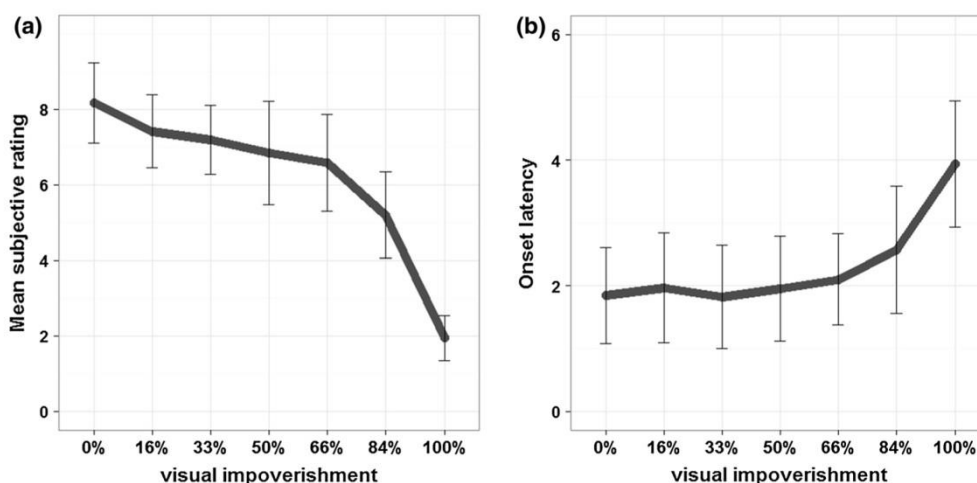 (a)
Mean subjective rating
8
6
4
2
0
0% 16% 33% 50% 66% 84% 100%
visual impoverishment
(b)
Onset latency
6
4
2
0
0% 16% 33% 50% 66% 84% 100%
visual impoverishment